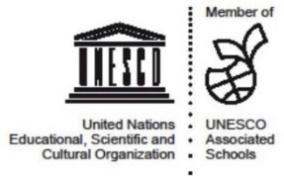 UNESCO
United Nations
Educational, Scientific and
Cultural Organization
Member of
UNESCO
Associated
Schools